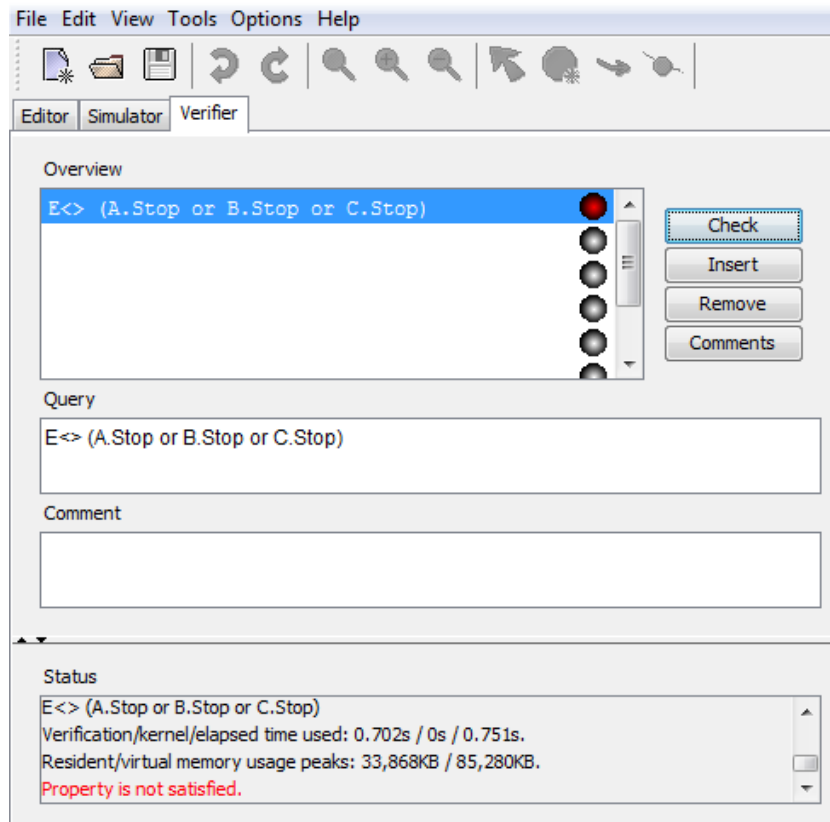 File Edit View Tools Options Help
Editor Simulator Verifier
Overview
E<> (A.Stop or B.Stop or C.Stop)
Check
Insert
Remove
Comments
Query
E<> (A.Stop or B.Stop or C.Stop)
Comment
Status
E<> (A.Stop or B.Stop or C.Stop)
Verification/kernel/elapsed time used: 0.702s / 0s / 0.751s.
Resident/virtual memory usage peaks: 33,868KB / 85,280KB.
Property is not satisfied.